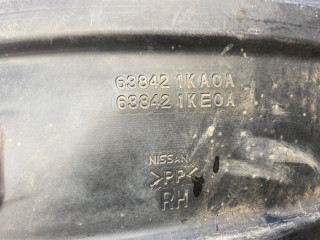 63842 1KA0A
63842 1KE0A
NISSAN
>PP<
RH